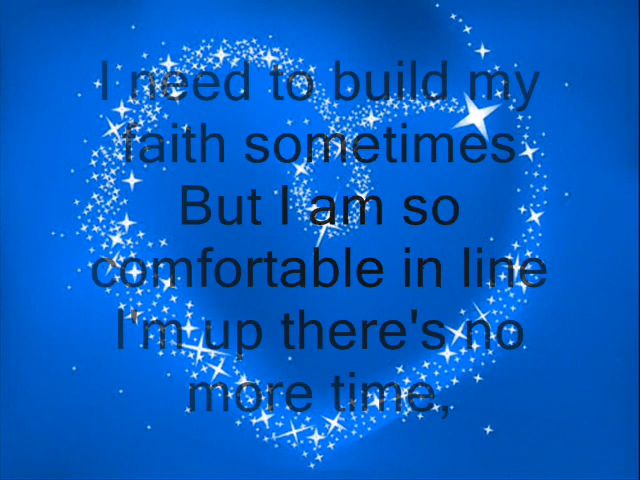 I need to build my
faith sometimes
But I am so
comfortable in line
I'm up there's no
more time,